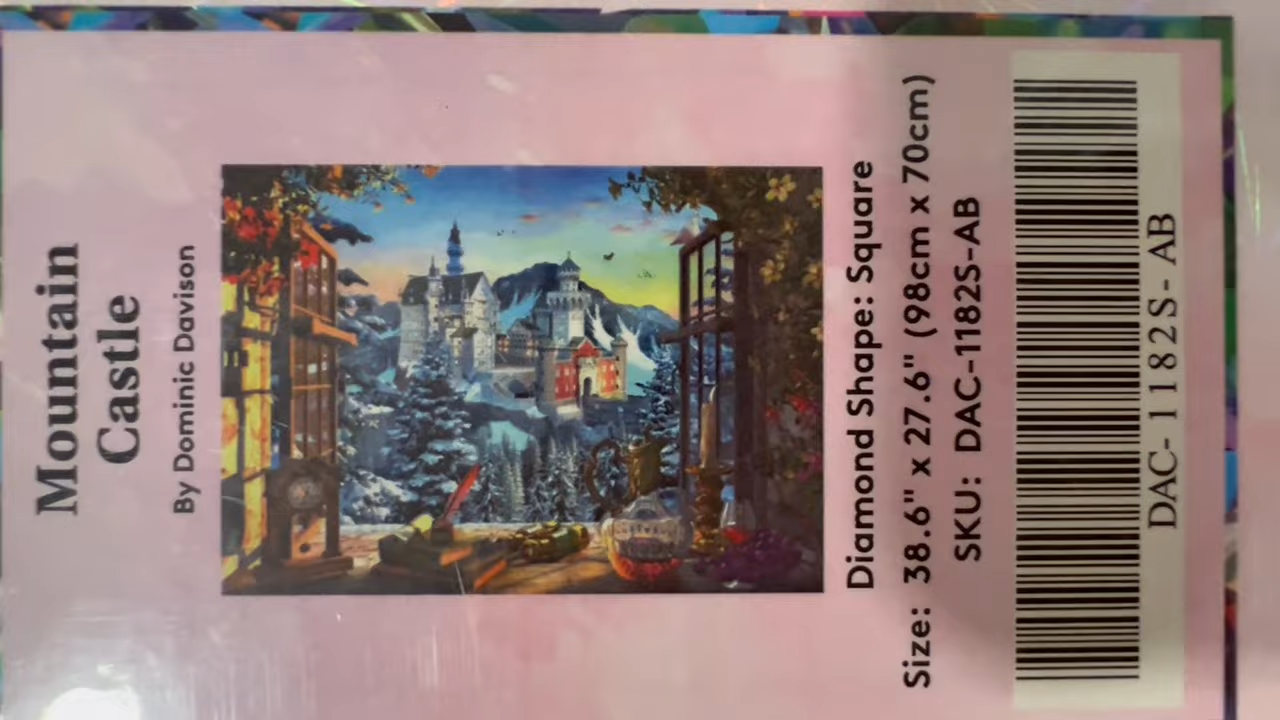 Mountain
Castle
By Dominic Davison
Diamond Shape: Square
Size: 38.6" x 27.6" (98cm x 70cm)
SKU: DAC-1182S-AB
DAC-1182S-AB